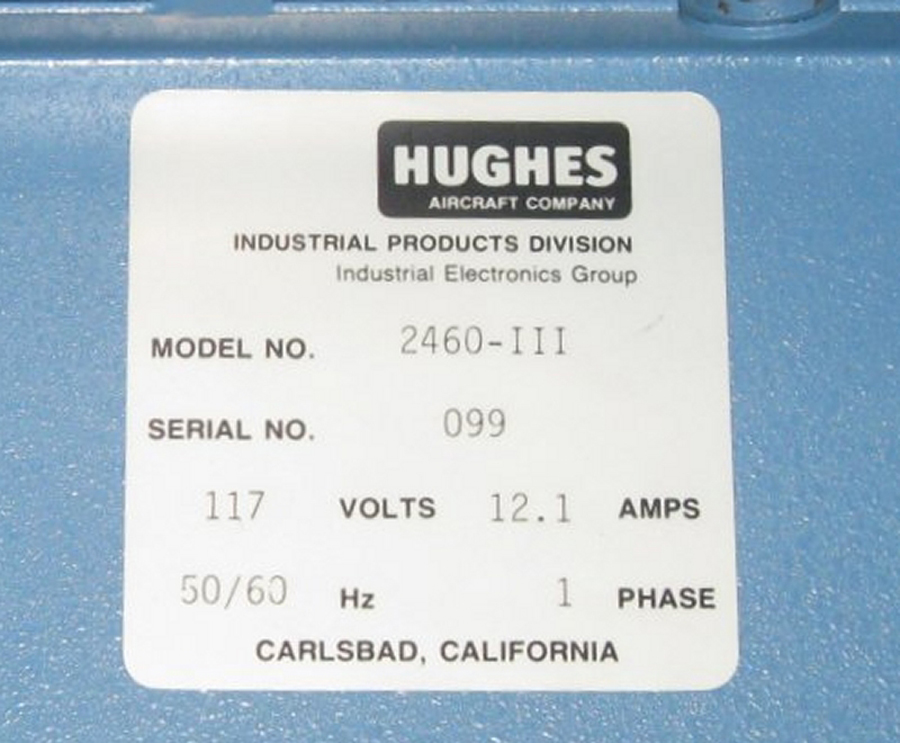 HUGHES
AIRCRAFT COMPANY
INDUSTRIAL PRODUCTS DIVISION
Industrial Electronics Group
MODEL NO. 2460-III
SERIAL NO. 099
117 VOLTS 12.1 AMPS
50/60 Hz 1 PHASE
CARLSBAD, CALIFORNIA